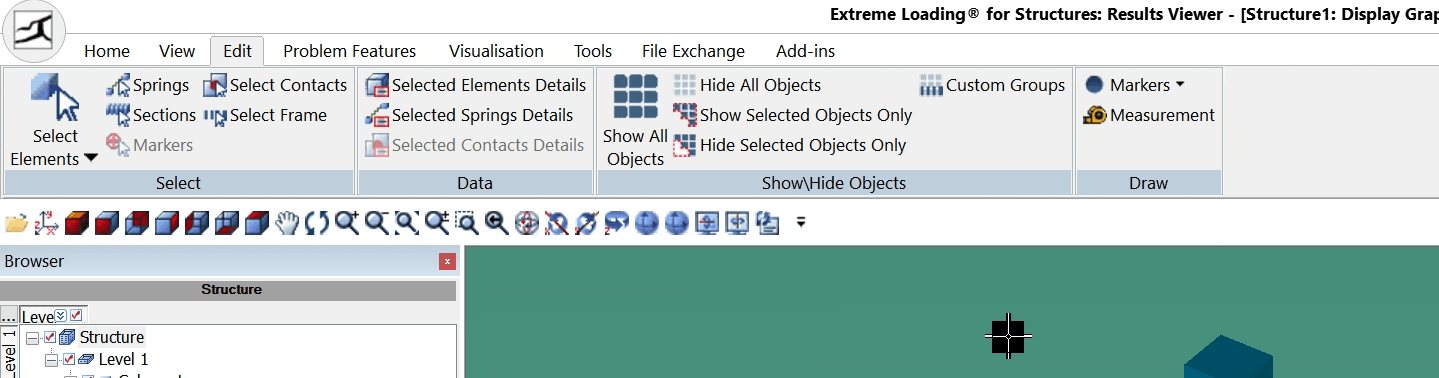 Extreme Loading® for Structures: Results Viewer - [Structure1: Display Grap
Home View Edit Problem Features Visualisation Tools File Exchange Add-ins
Select Elements
Springs
Select Contacts
Sections
Select Frame
Markers
Select
Selected Elements Details
Selected Springs Details
Selected Contacts Details
Data
Show All Objects
Hide All Objects
Show Selected Objects Only
Hide Selected Objects Only
Custom Groups
Show\Hide Objects
Markers
Measurement
Draw
Browser
Structure
... Leve
Level 1
Structure
Level 1